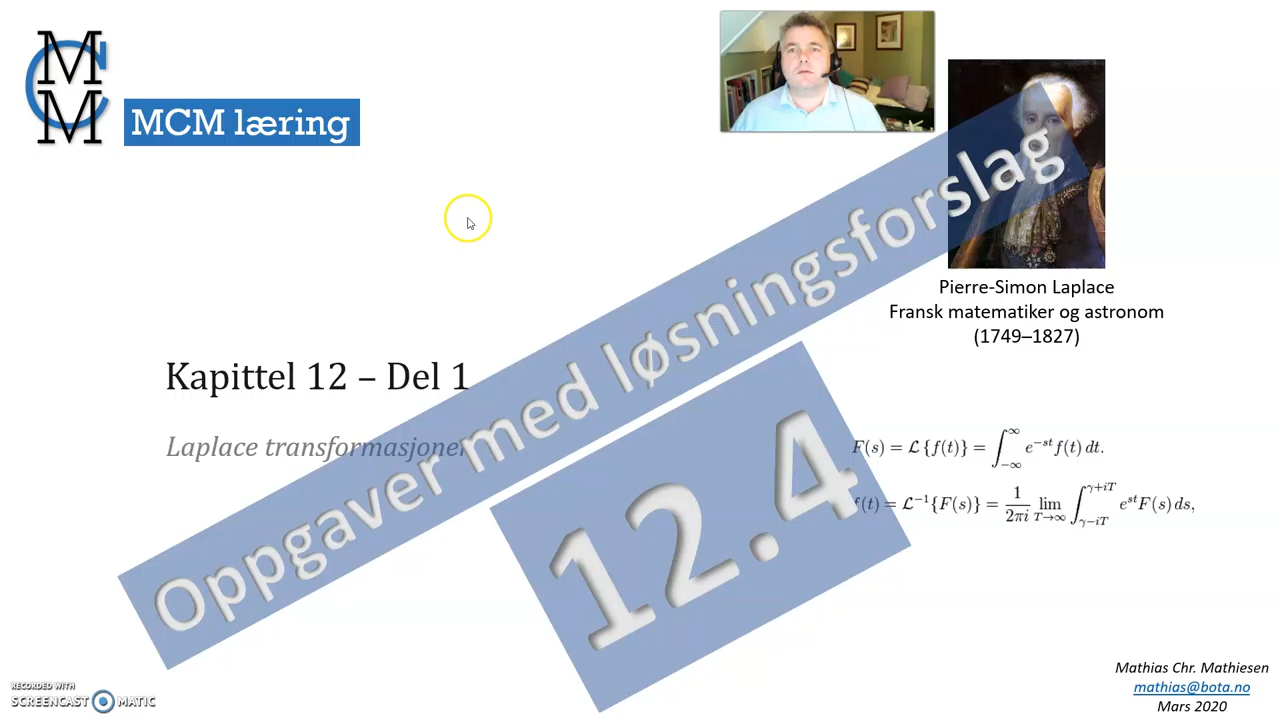 MCM
MCM læring
Pierre-Simon Laplace
Fransk matematiker og astronom
(1749–1827)
Oppgaver med løsningsforslag
12.4
Kapittel 12 – Del 1
Laplace transformasjoner
F(s) = ℒ{f(t)} = ∫_{−∞}^{∞} e^{−st} f(t) dt.
f(t) = ℒ^{−1}{F(s)} = \frac{1}{2πi} lim_{T→∞} ∫_{γ−iT}^{γ+iT} e^{st} F(s) ds,
Mathias Chr. Mathiesen
mathias@bota.no
Mars 2020
RECORDED WITH
SCREENCAST MATIC